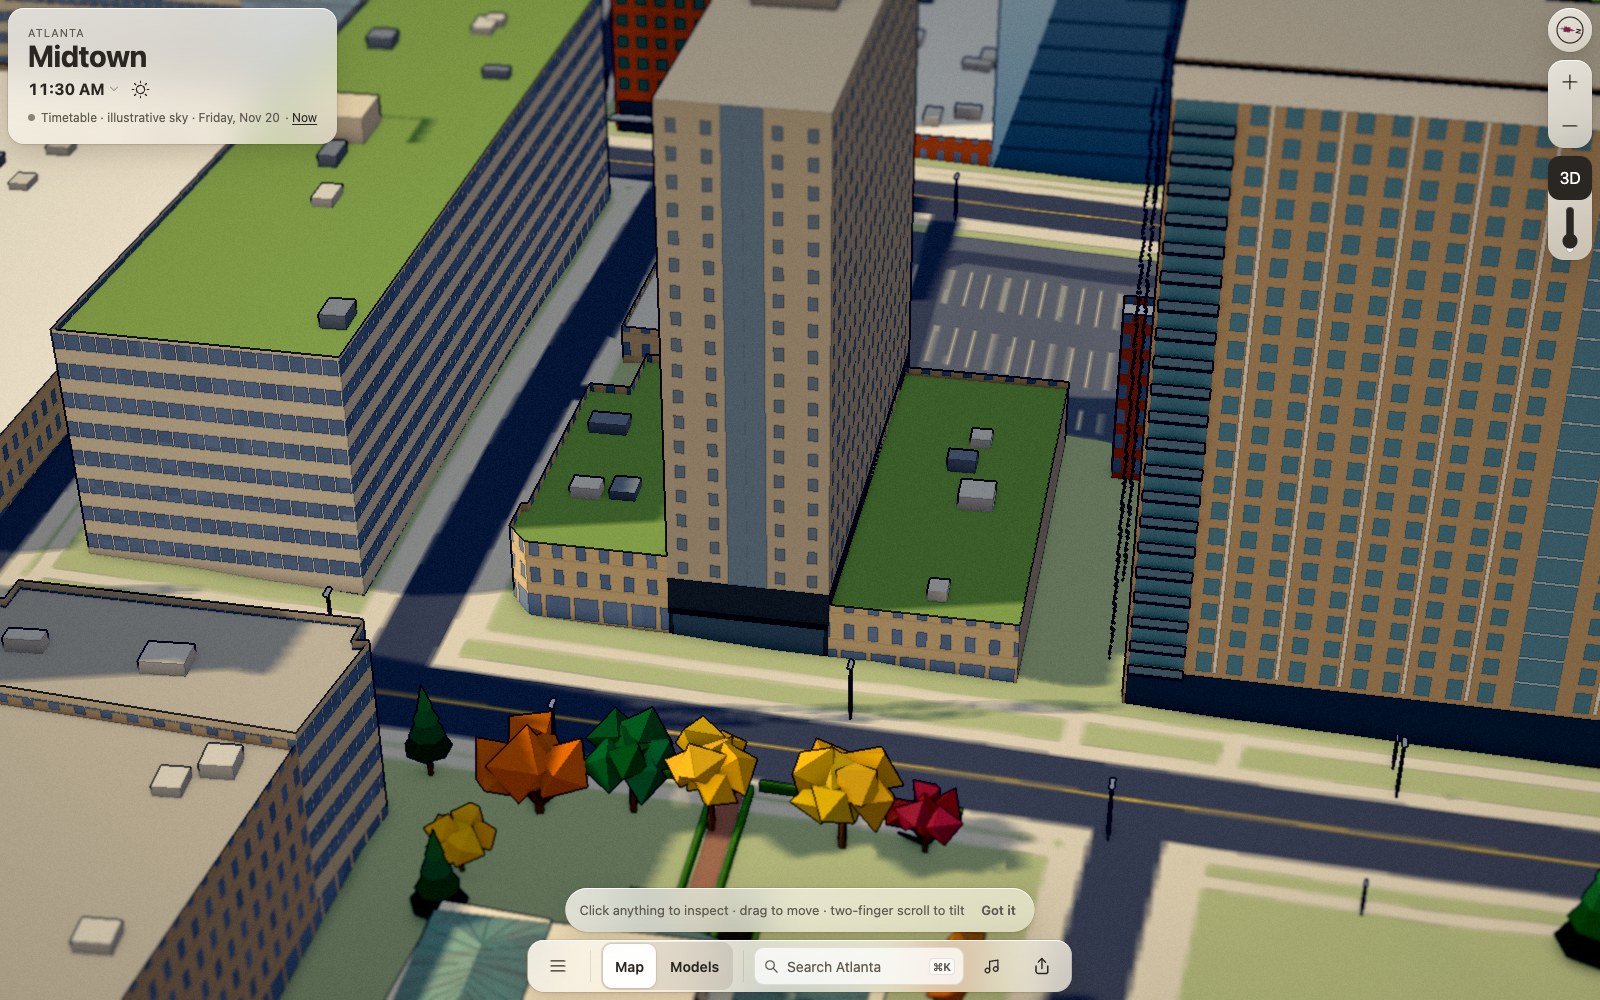 ATLANTA
Midtown
11:30 AM
Timetable · illustrative sky · Friday, Nov 20 · Now
N
3D
Click anything to inspect · drag to move · two-finger scroll to tilt Got it
Map Models Search Atlanta ⌘K